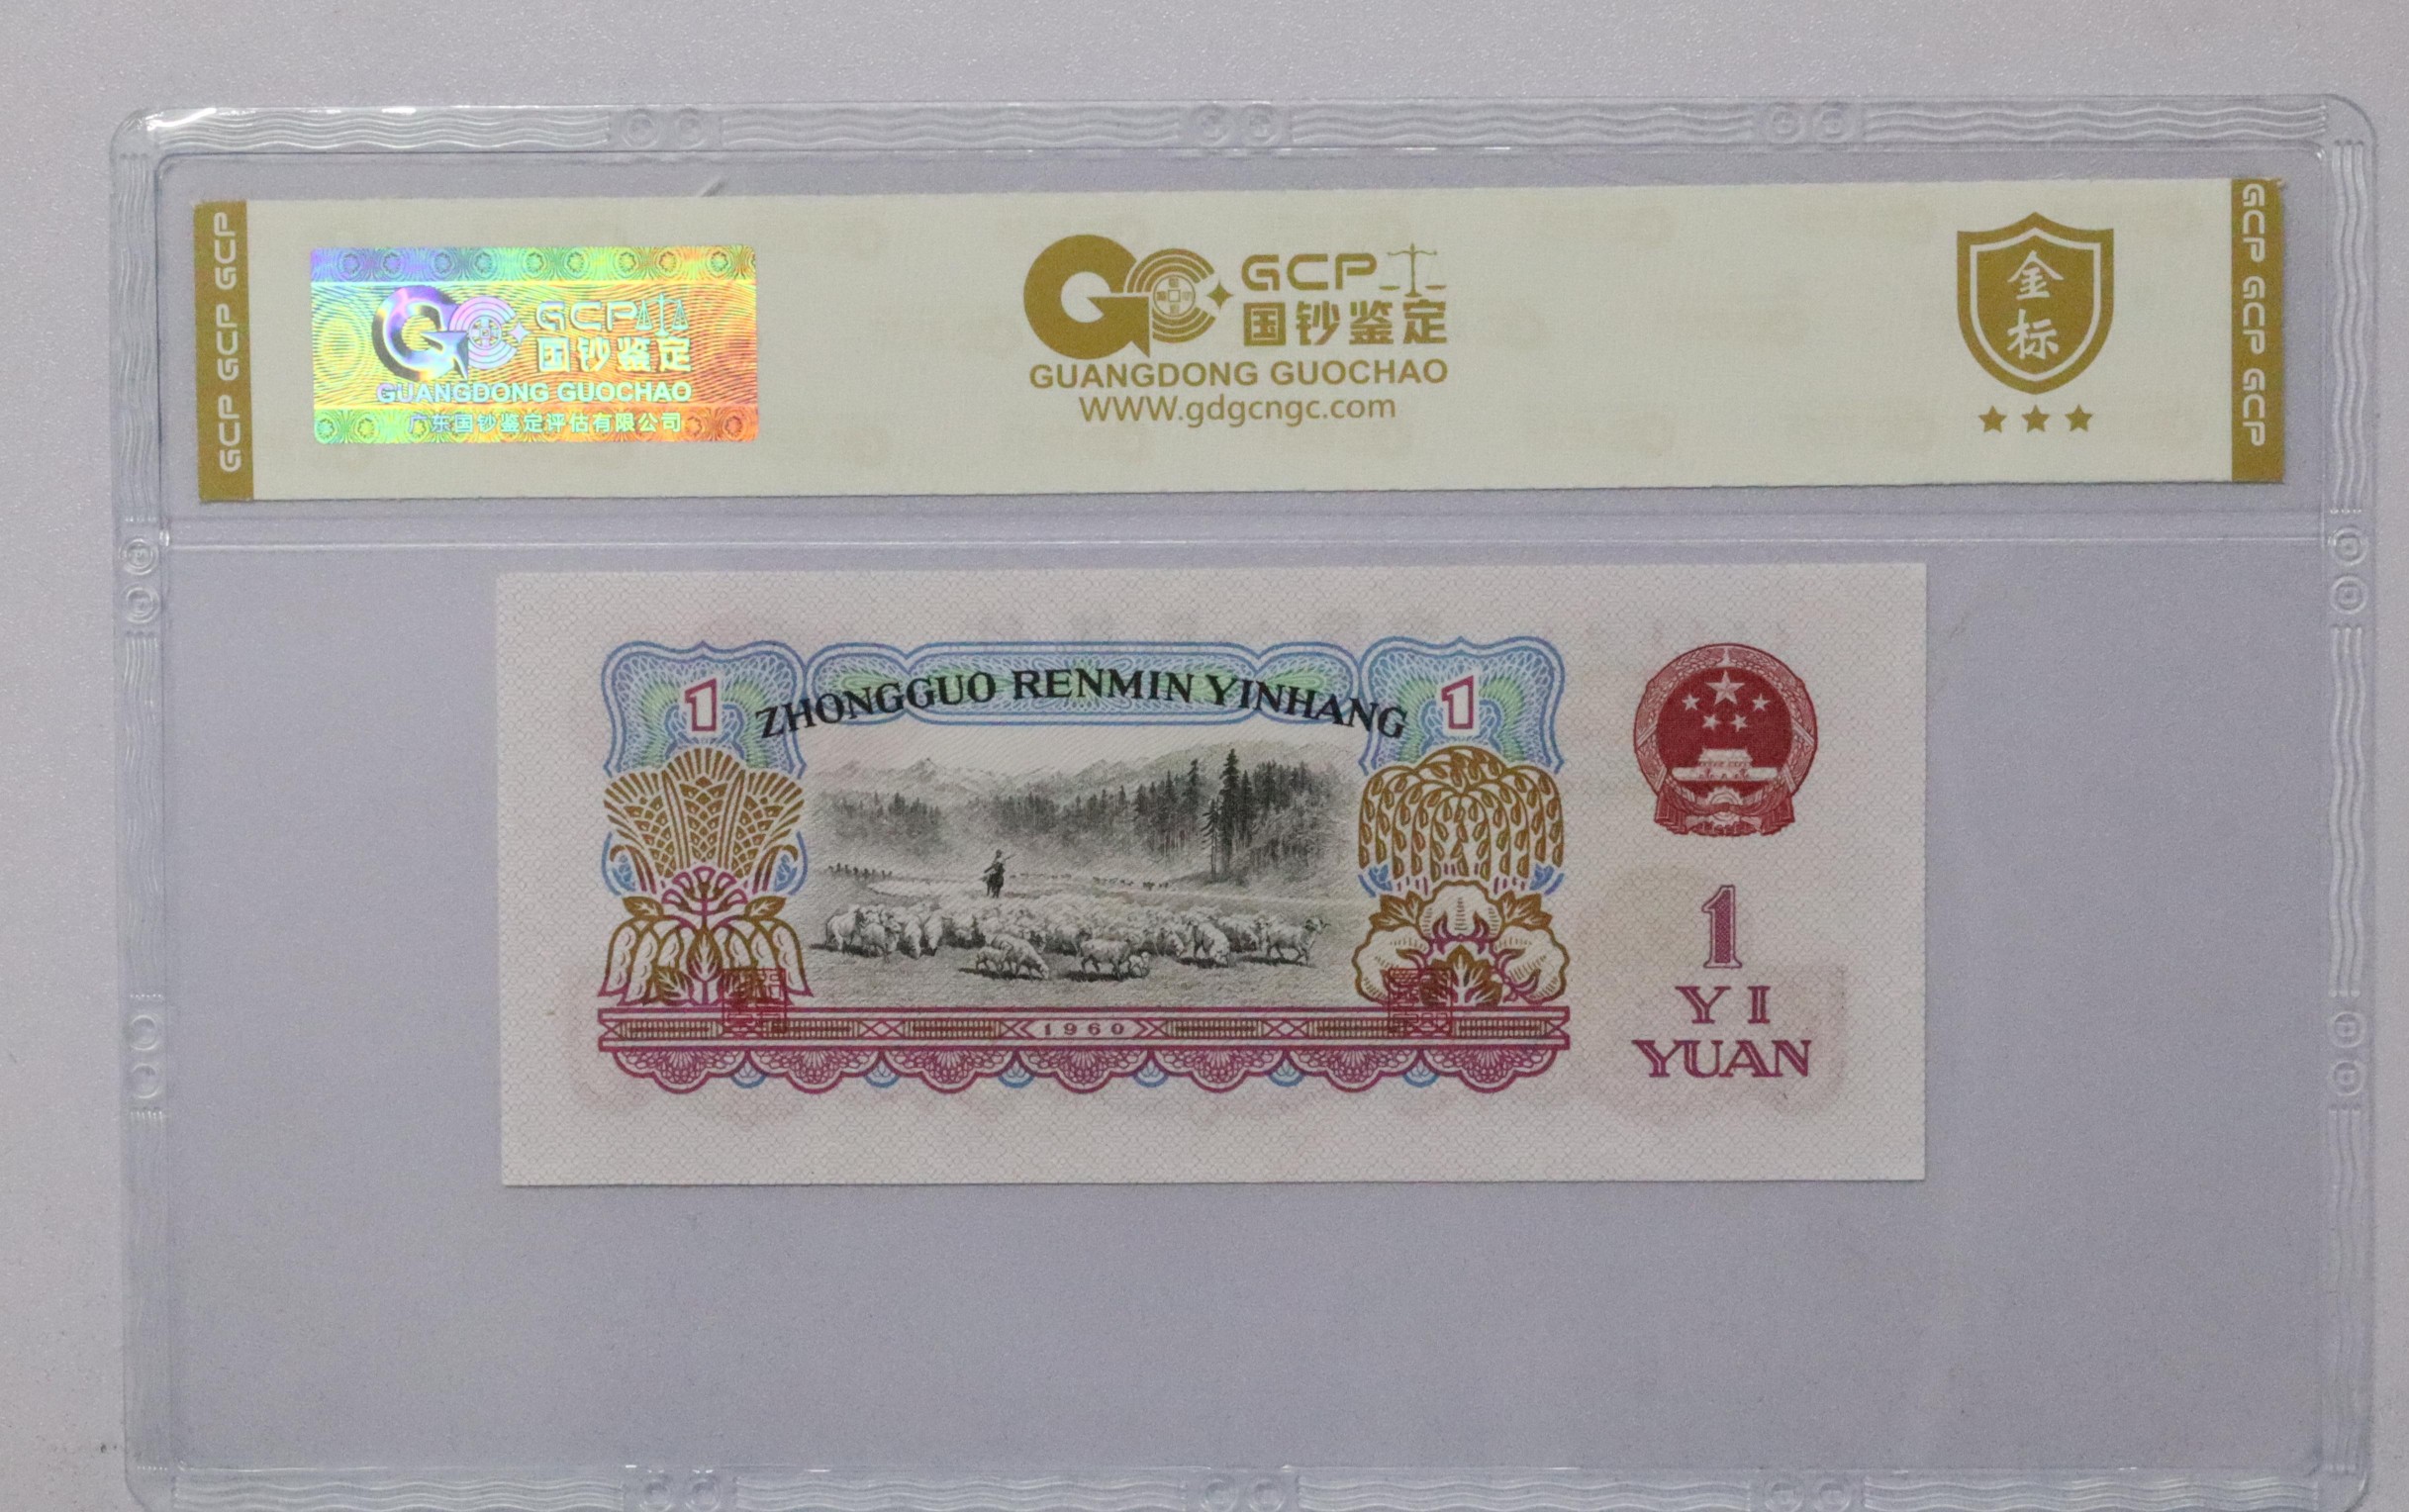 GCP GCP GCP
GCP
国钞鉴定
GUANGDONG GUOCHAO
广东国钞鉴定评估有限公司
GCP
国钞鉴定
GUANGDONG GUOCHAO
WWW.gdgcngc.com
金
标
GCP GCP GCP
1
ZHONGGUO RENMIN YINHANG
1
1
YI
YUAN
1960